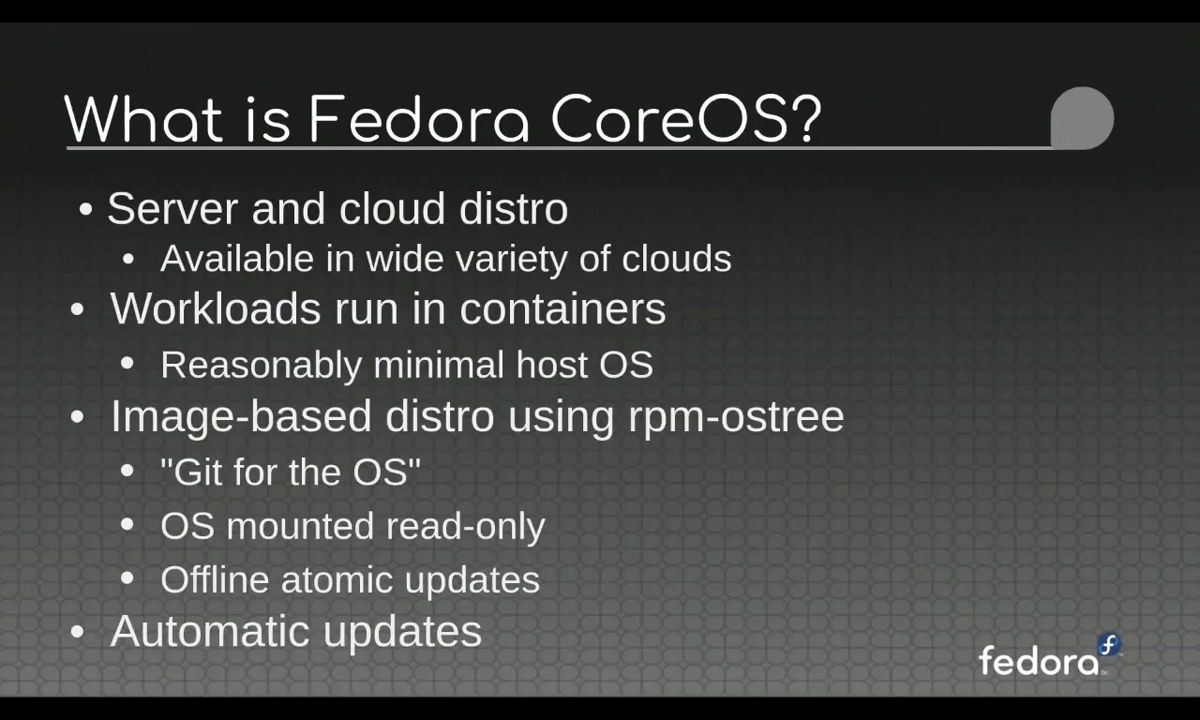 What is Fedora CoreOS?
• Server and cloud distro
• Available in wide variety of clouds
• Workloads run in containers
• Reasonably minimal host OS
• Image-based distro using rpm-ostree
• "Git for the OS"
• OS mounted read-only
• Offline atomic updates
• Automatic updates
fedora